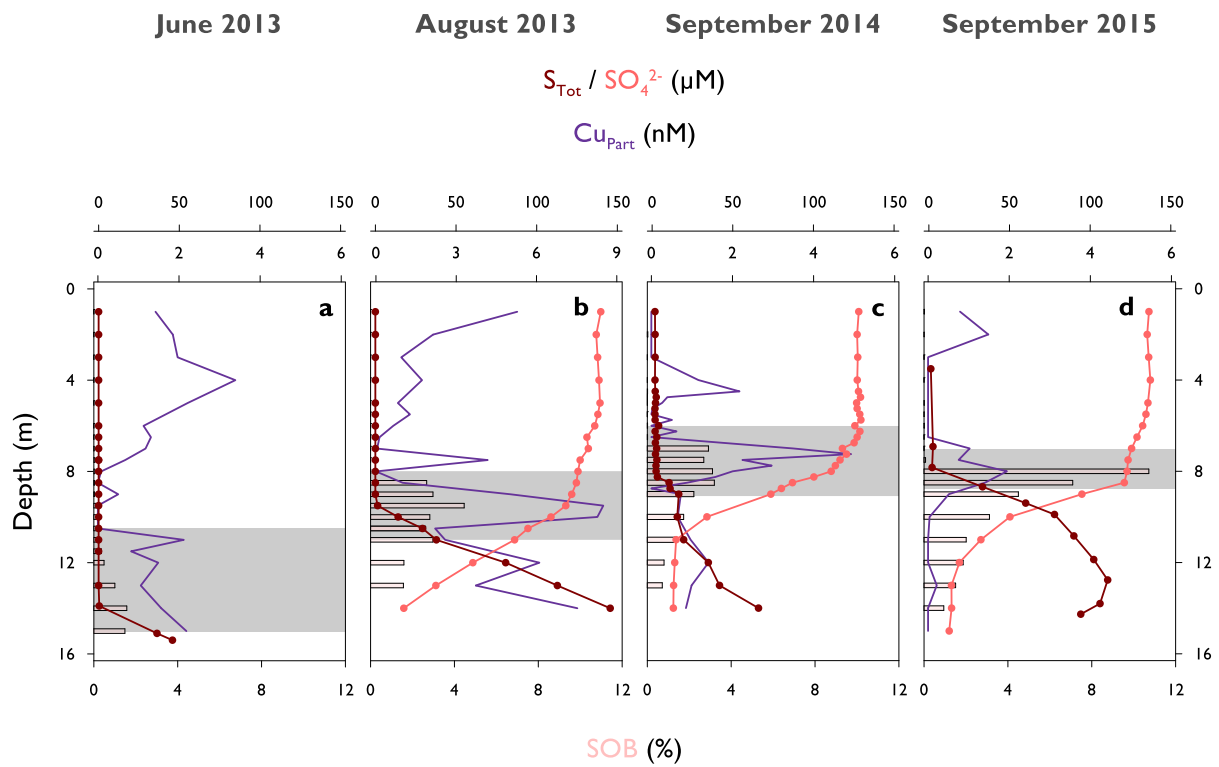 June 2013 August 2013 September 2014 September 2015
S_Tot / SO₄²⁻ (µM)
Cu_Part (nM)
0 50 100 150 0 50 100 150 0 50 100 150 0 50 100 150
0 2 4 6 0 3 6 9 0 2 4 6 0 2 4 6
0 a b c d 0
4 4
8 8
Depth (m)
12 12
16 16
0 4 8 12 0 4 8 12 0 4 8 12 0 4 8 12
SOB (%)